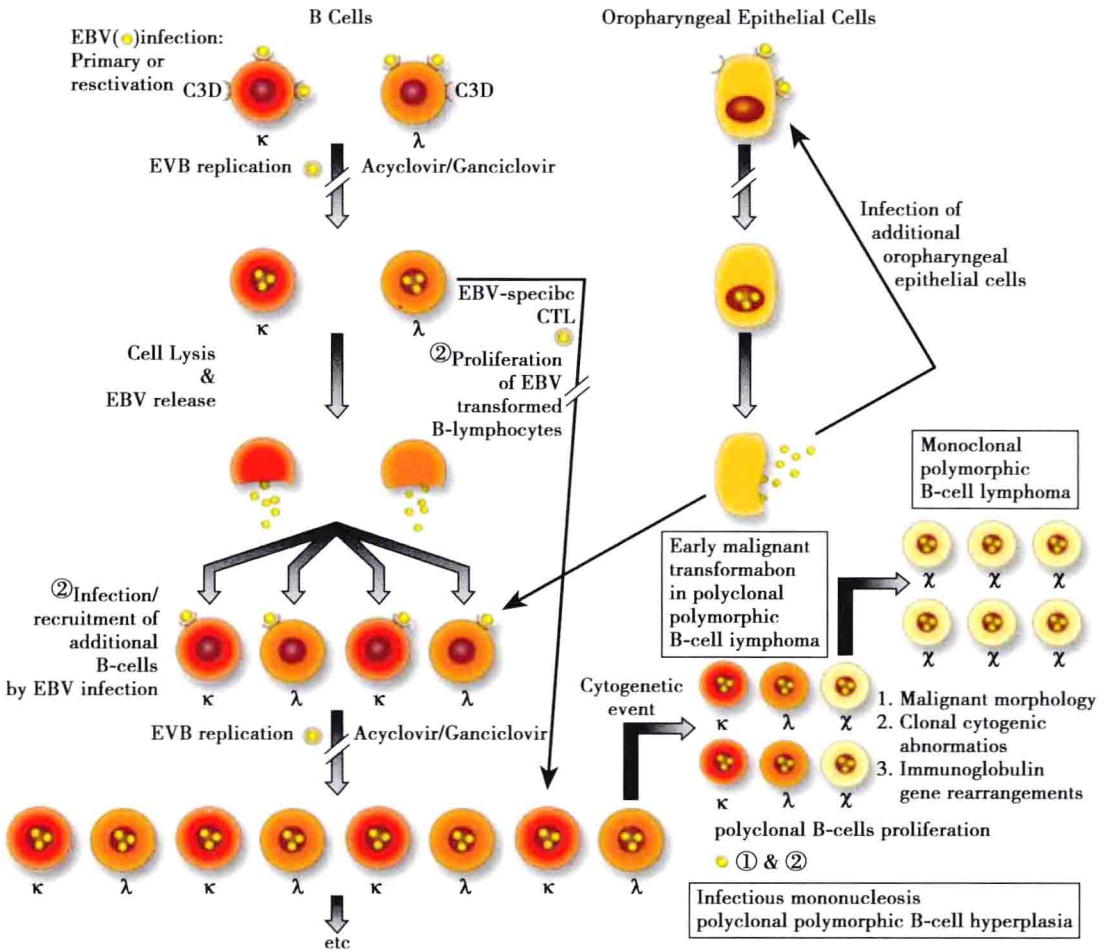 B Cells
Oropharyngeal Epithelial Cells
EBV( )infection:
Primary or
resctivation
C3D
C3D
κ
λ
EVB replication
Acyclovir/Ganciclovir
Infection of
additional
oropharyngeal
epithelial cells
κ
λ
EBV-specibc
CTL
Cell Lysis
&
EBV release
②Proliferation
of EBV
transformed
B-lymphocytes
Monoclonal
polymorphic
B-cell lymphoma
Early malignant
transformabon
in polyclonal
polymorphic
B-cell iymphoma
χ χ χ
χ χ χ
②Infection/
recruitment of
additional
B-cells
by EBV infection
κ λ κ λ
EVB replication
Acyclovir/Ganciclovir
Cytogenetic
event
κ λ χ
κ λ χ
1. Malignant morphology
2. Clonal cytogenic
abnormatios
3. Immunoglobulin
gene rearrangements
polyclonal B-cells proliferation
① & ②
κ λ κ λ κ λ κ λ
etc
Infectious mononucleosis
polyclonal polymorphic B-cell hyperplasia